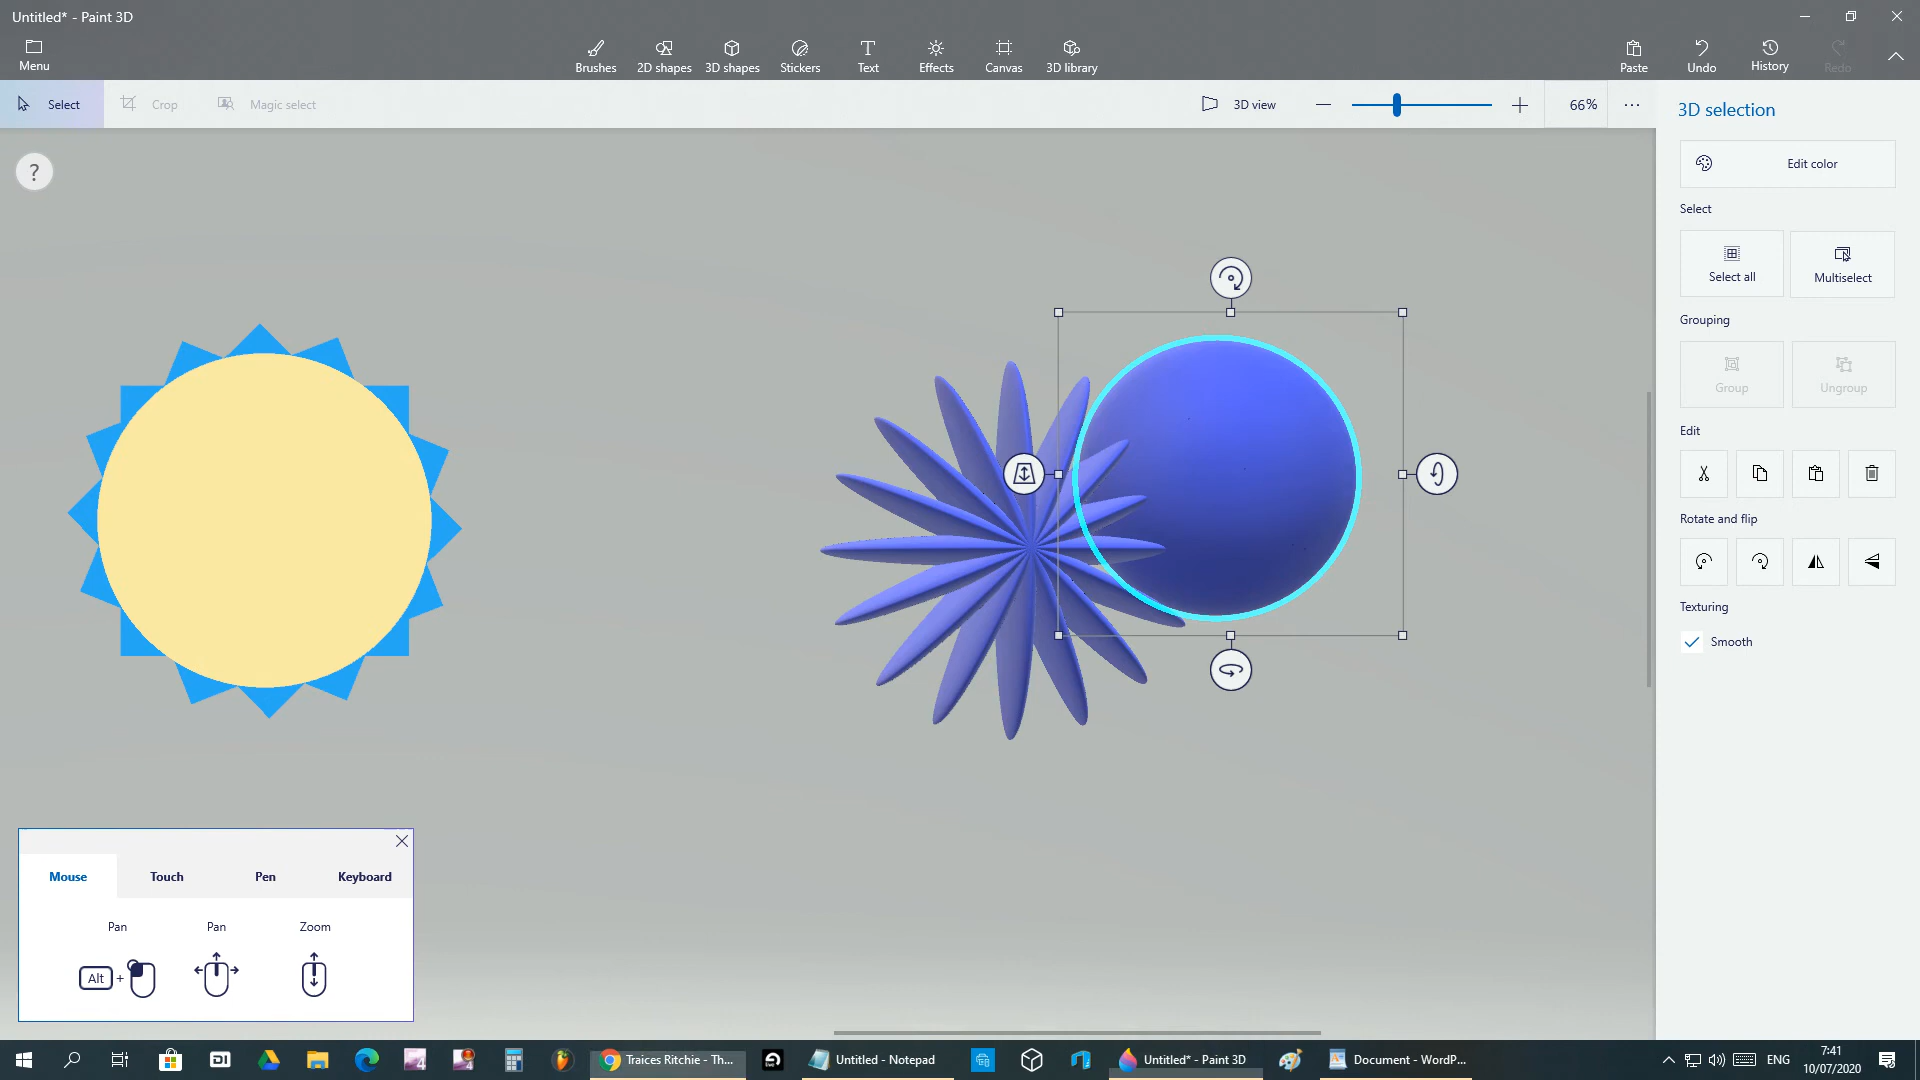 Untitled* - Paint 3D
Menu
Brushes
2D shapes
3D shapes
Stickers
Text
Effects
Canvas
3D library
Paste
Undo
History
Redo
Select
Crop
Magic select
3D view
66%
3D selection
Edit color
Select
Select all
Multiselect
Grouping
Group
Ungroup
Edit
Rotate and flip
Texturing
Smooth
?
Mouse
Touch
Pen
Keyboard
Pan
Pan
Zoom
Alt +
DI
4
4
Traices Ritchie - Th...
Untitled - Notepad
Untitled* - Paint 3D
Document - WordP...
ENG
7:41
10/07/2020